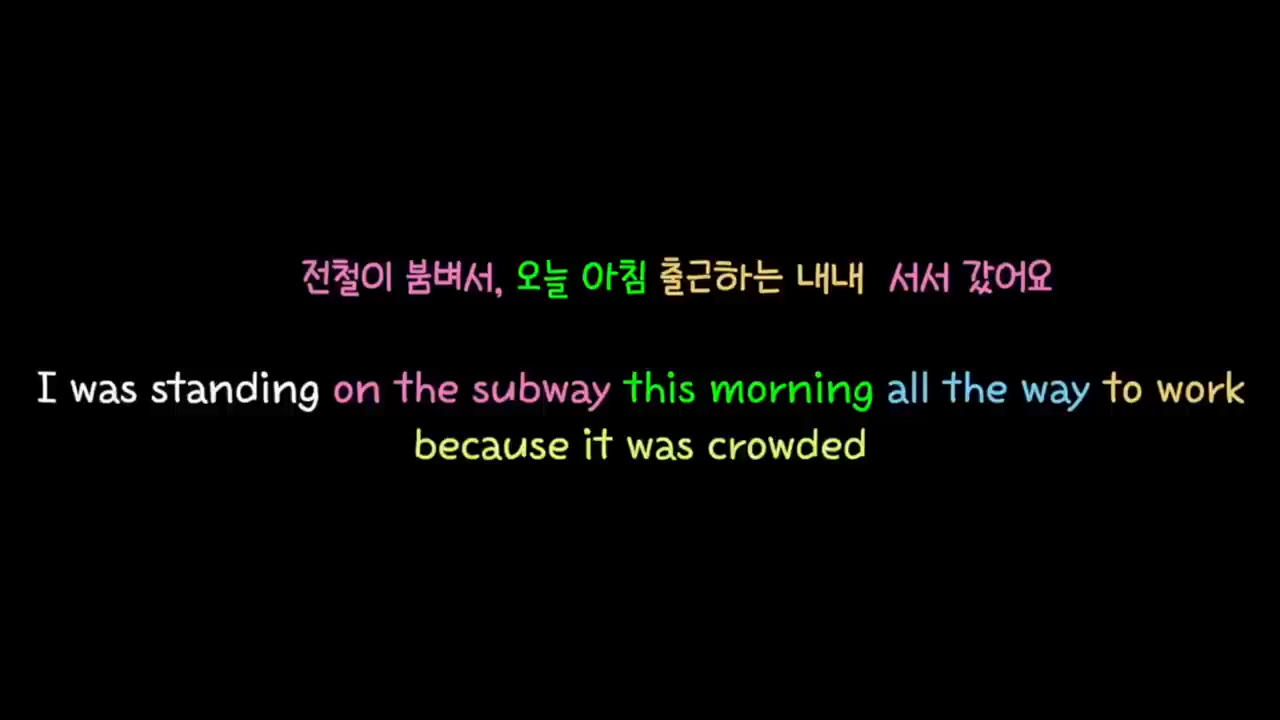 전철이 붐벼서, 오늘 아침 출근하는 내내 서서 갔어요
I was standing on the subway this morning all the way to work
because it was crowded